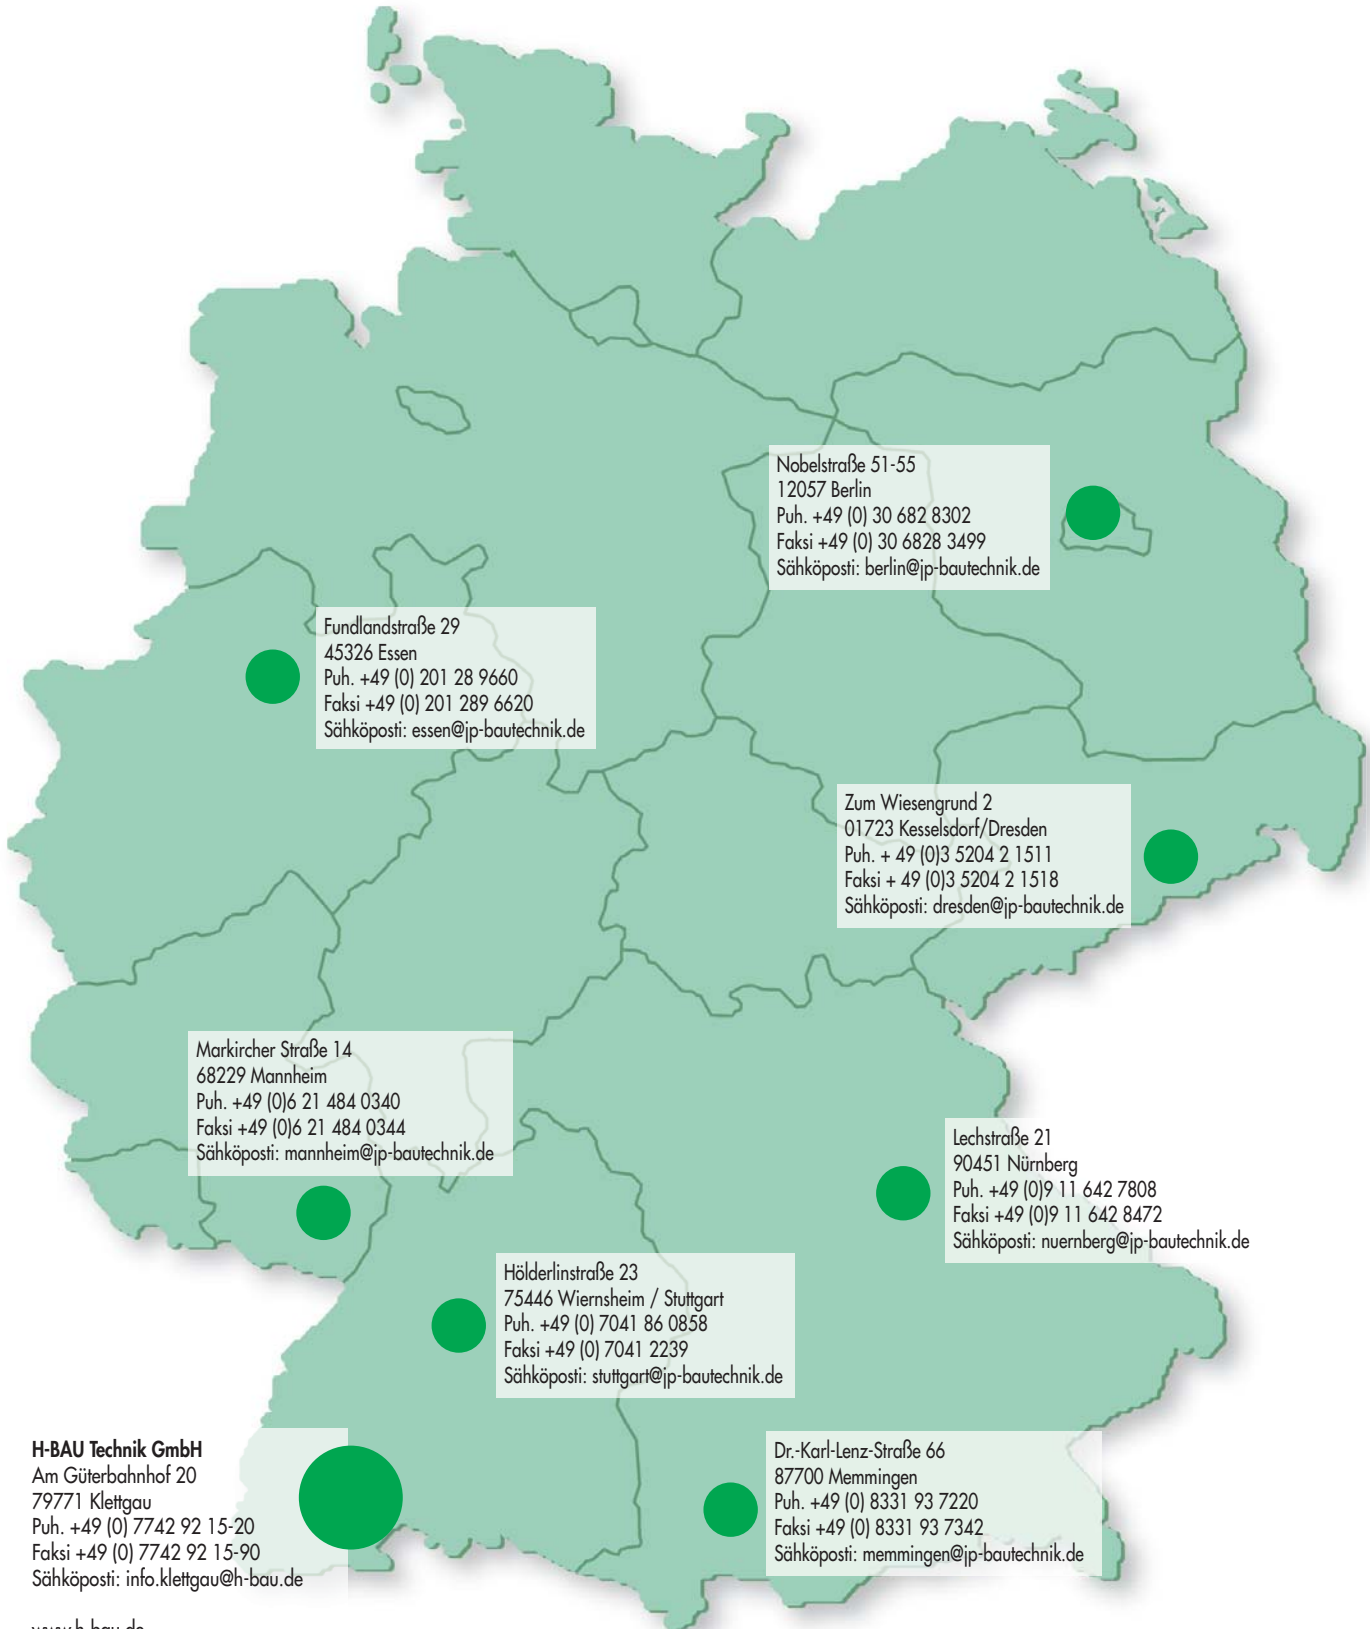 Nobelstraße 51-55
12057 Berlin
Puh. +49 (0) 30 682 8302
Faksi +49 (0) 30 6828 3499
Sähköposti: berlin@jp-bautechnik.de
Fundlandstraße 29
45326 Essen
Puh. +49 (0) 201 28 9660
Faksi +49 (0) 201 289 6620
Sähköposti: essen@jp-bautechnik.de
Zum Wiesengrund 2
01723 Kesselsdorf/Dresden
Puh. + 49 (0)3 5204 2 1511
Faksi + 49 (0)3 5204 2 1518
Sähköposti: dresden@jp-bautechnik.de
Markircher Straße 14
68229 Mannheim
Puh. +49 (0)6 21 484 0340
Faksi +49 (0)6 21 484 0344
Sähköposti: mannheim@jp-bautechnik.de
Lechstraße 21
90451 Nürnberg
Puh. +49 (0)9 11 642 7808
Faksi +49 (0)9 11 642 8472
Sähköposti: nuernberg@jp-bautechnik.de
Hölderlinstraße 23
75446 Wiernsheim / Stuttgart
Puh. +49 (0) 7041 86 0858
Faksi +49 (0) 7041 2239
Sähköposti: stuttgart@jp-bautechnik.de
H-BAU Technik GmbH
Am Güterbahnhof 20
79771 Klettgau
Puh. +49 (0) 7742 92 15-20
Faksi +49 (0) 7742 92 15-90
Sähköposti: info.klettgau@h-bau.de
www.h-bau.de
Dr.-Karl-Lenz-Straße 66
87700 Memmingen
Puh. +49 (0) 8331 93 7220
Faksi +49 (0) 8331 93 7342
Sähköposti: memmingen@jp-bautechnik.de